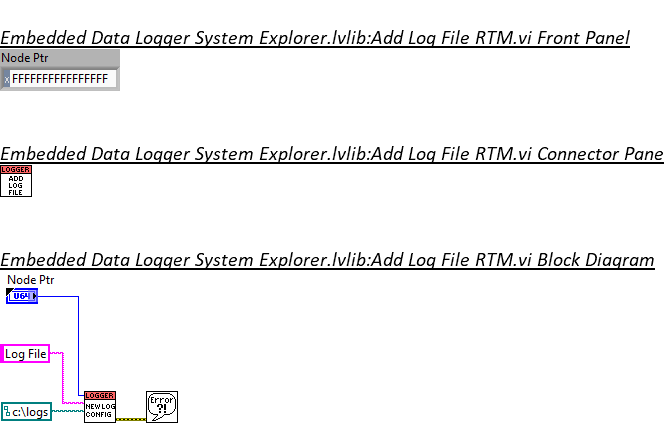 Embedded Data Logger System Explorer.lvlib:Add Log File RTM.vi Front Panel
Node Ptr
x FFFFFFFFFFFFFFFF
Embedded Data Logger System Explorer.lvlib:Add Log File RTM.vi Connector Pane
LOGGER
ADD
LOG
FILE
Embedded Data Logger System Explorer.lvlib:Add Log File RTM.vi Block Diagram
Node Ptr
U64
Log File
c:\logs
LOGGER
NEW LOG
CONFIG
Error
?!